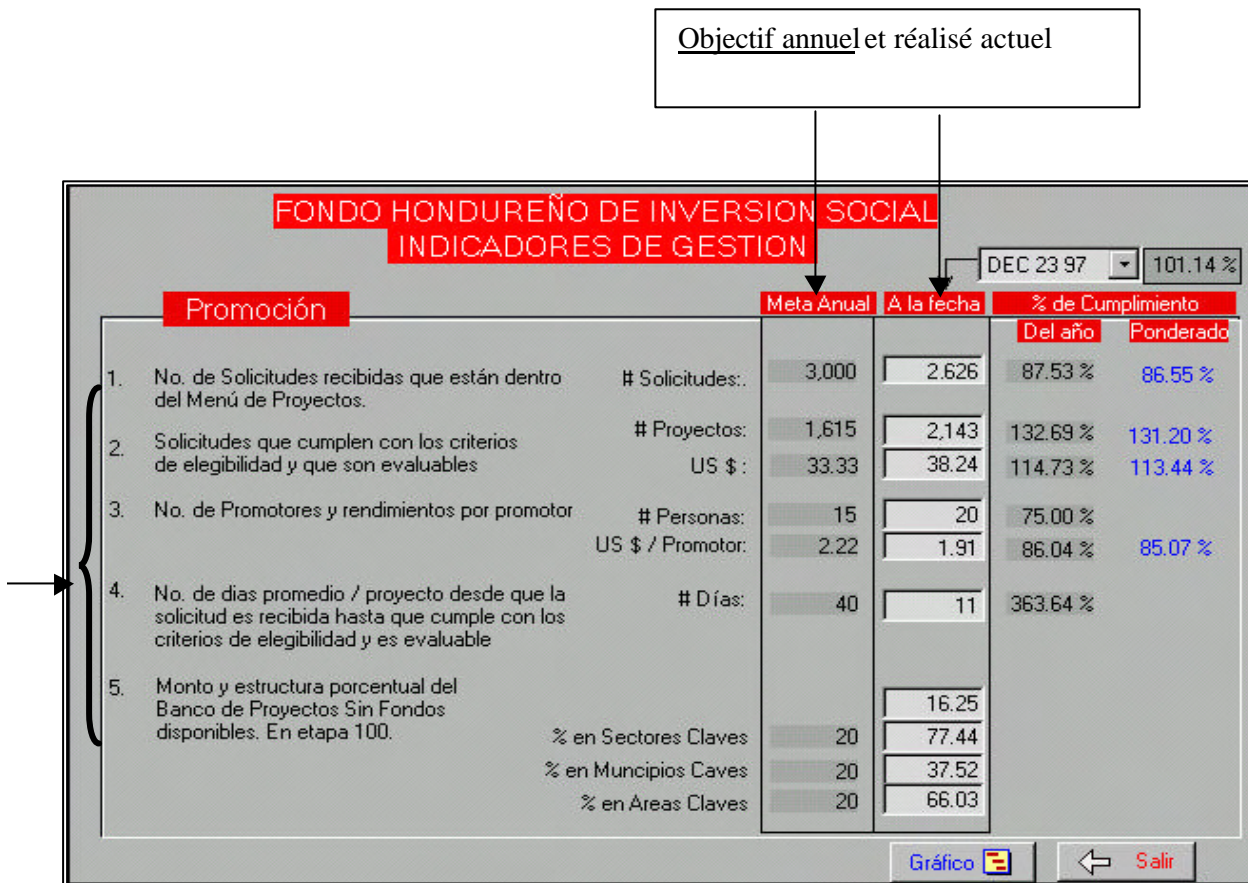 Objectif annuel et réalisé actuel
FONDO HONDUREÑO DE INVERSION SOCIAL
INDICADORES DE GESTION
DEC 23 97 101.14 %
Promoción
Meta Anual A la fecha % de Cumplimiento
Del año Ponderado
1. No. de Solicitudes recibidas que están dentro # Solicitudes:. 3,000 2.626 87.53 % 86.55 %
del Menú de Proyectos.
# Proyectos: 1,615 2,143 132.69 % 131.20 %
2. Solicitudes que cumplen con los criterios
de elegibilidad y que son evaluables US $ : 33.33 38.24 114.73 % 113.44 %
3. No. de Promotores y rendimientos por promotor # Personas: 15 20 75.00 %
US $ / Promotor: 2.22 1.91 86.04 % 85.07 %
4. No. de dias promedio / proyecto desde que la # Días: 40 11 363.64 %
solicitud es recibida hasta que cumple con los
criterios de elegibilidad y es evaluable
5. Monto y estructura porcentual del
Banco de Proyectos Sin Fondos 16.25
disponibles. En etapa 100. % en Sectores Claves 20 77.44
% en Muncipios Caves 20 37.52
% en Areas Claves 20 66.03
Gráfico Salir